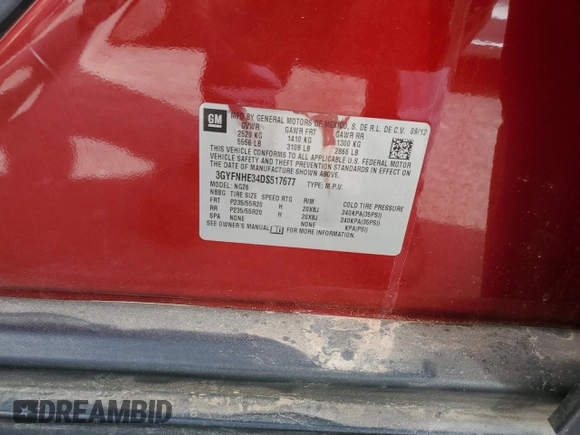 GM
MFD BY GENERAL MOTORS DE MEXICO, S. DE R.L. DE C.V. 09/12
GVWR GAWR FRT GAWR RR
2520 KG 1410 KG 1300 KG
5556 LB 3109 LB 2866 LB
THIS VEHICLE CONFORMS TO ALL APPLICABLE U.S. FEDERAL MOTOR
VEHICLE SAFETY AND THEFT PREVENTION STANDARDS IN EFFECT ON
THE DATE OF MANUFACTURE SHOWN ABOVE.
3GYFNHE34DS517677 TYPE: M.P.V.
MODEL: NG26
NBBG TIRE SIZE SPEED RTG RIM COLD TIRE PRESSURE
FRT P235/55R20 H 20X8J 240KPA(35PSI)
RR P235/55R20 H 20X8J 240KPA(35PSI)
SPA NONE NONE KPA(PSI)
SEE OWNER'S MANUAL FOR MORE INFORMATION.
DREAMBID